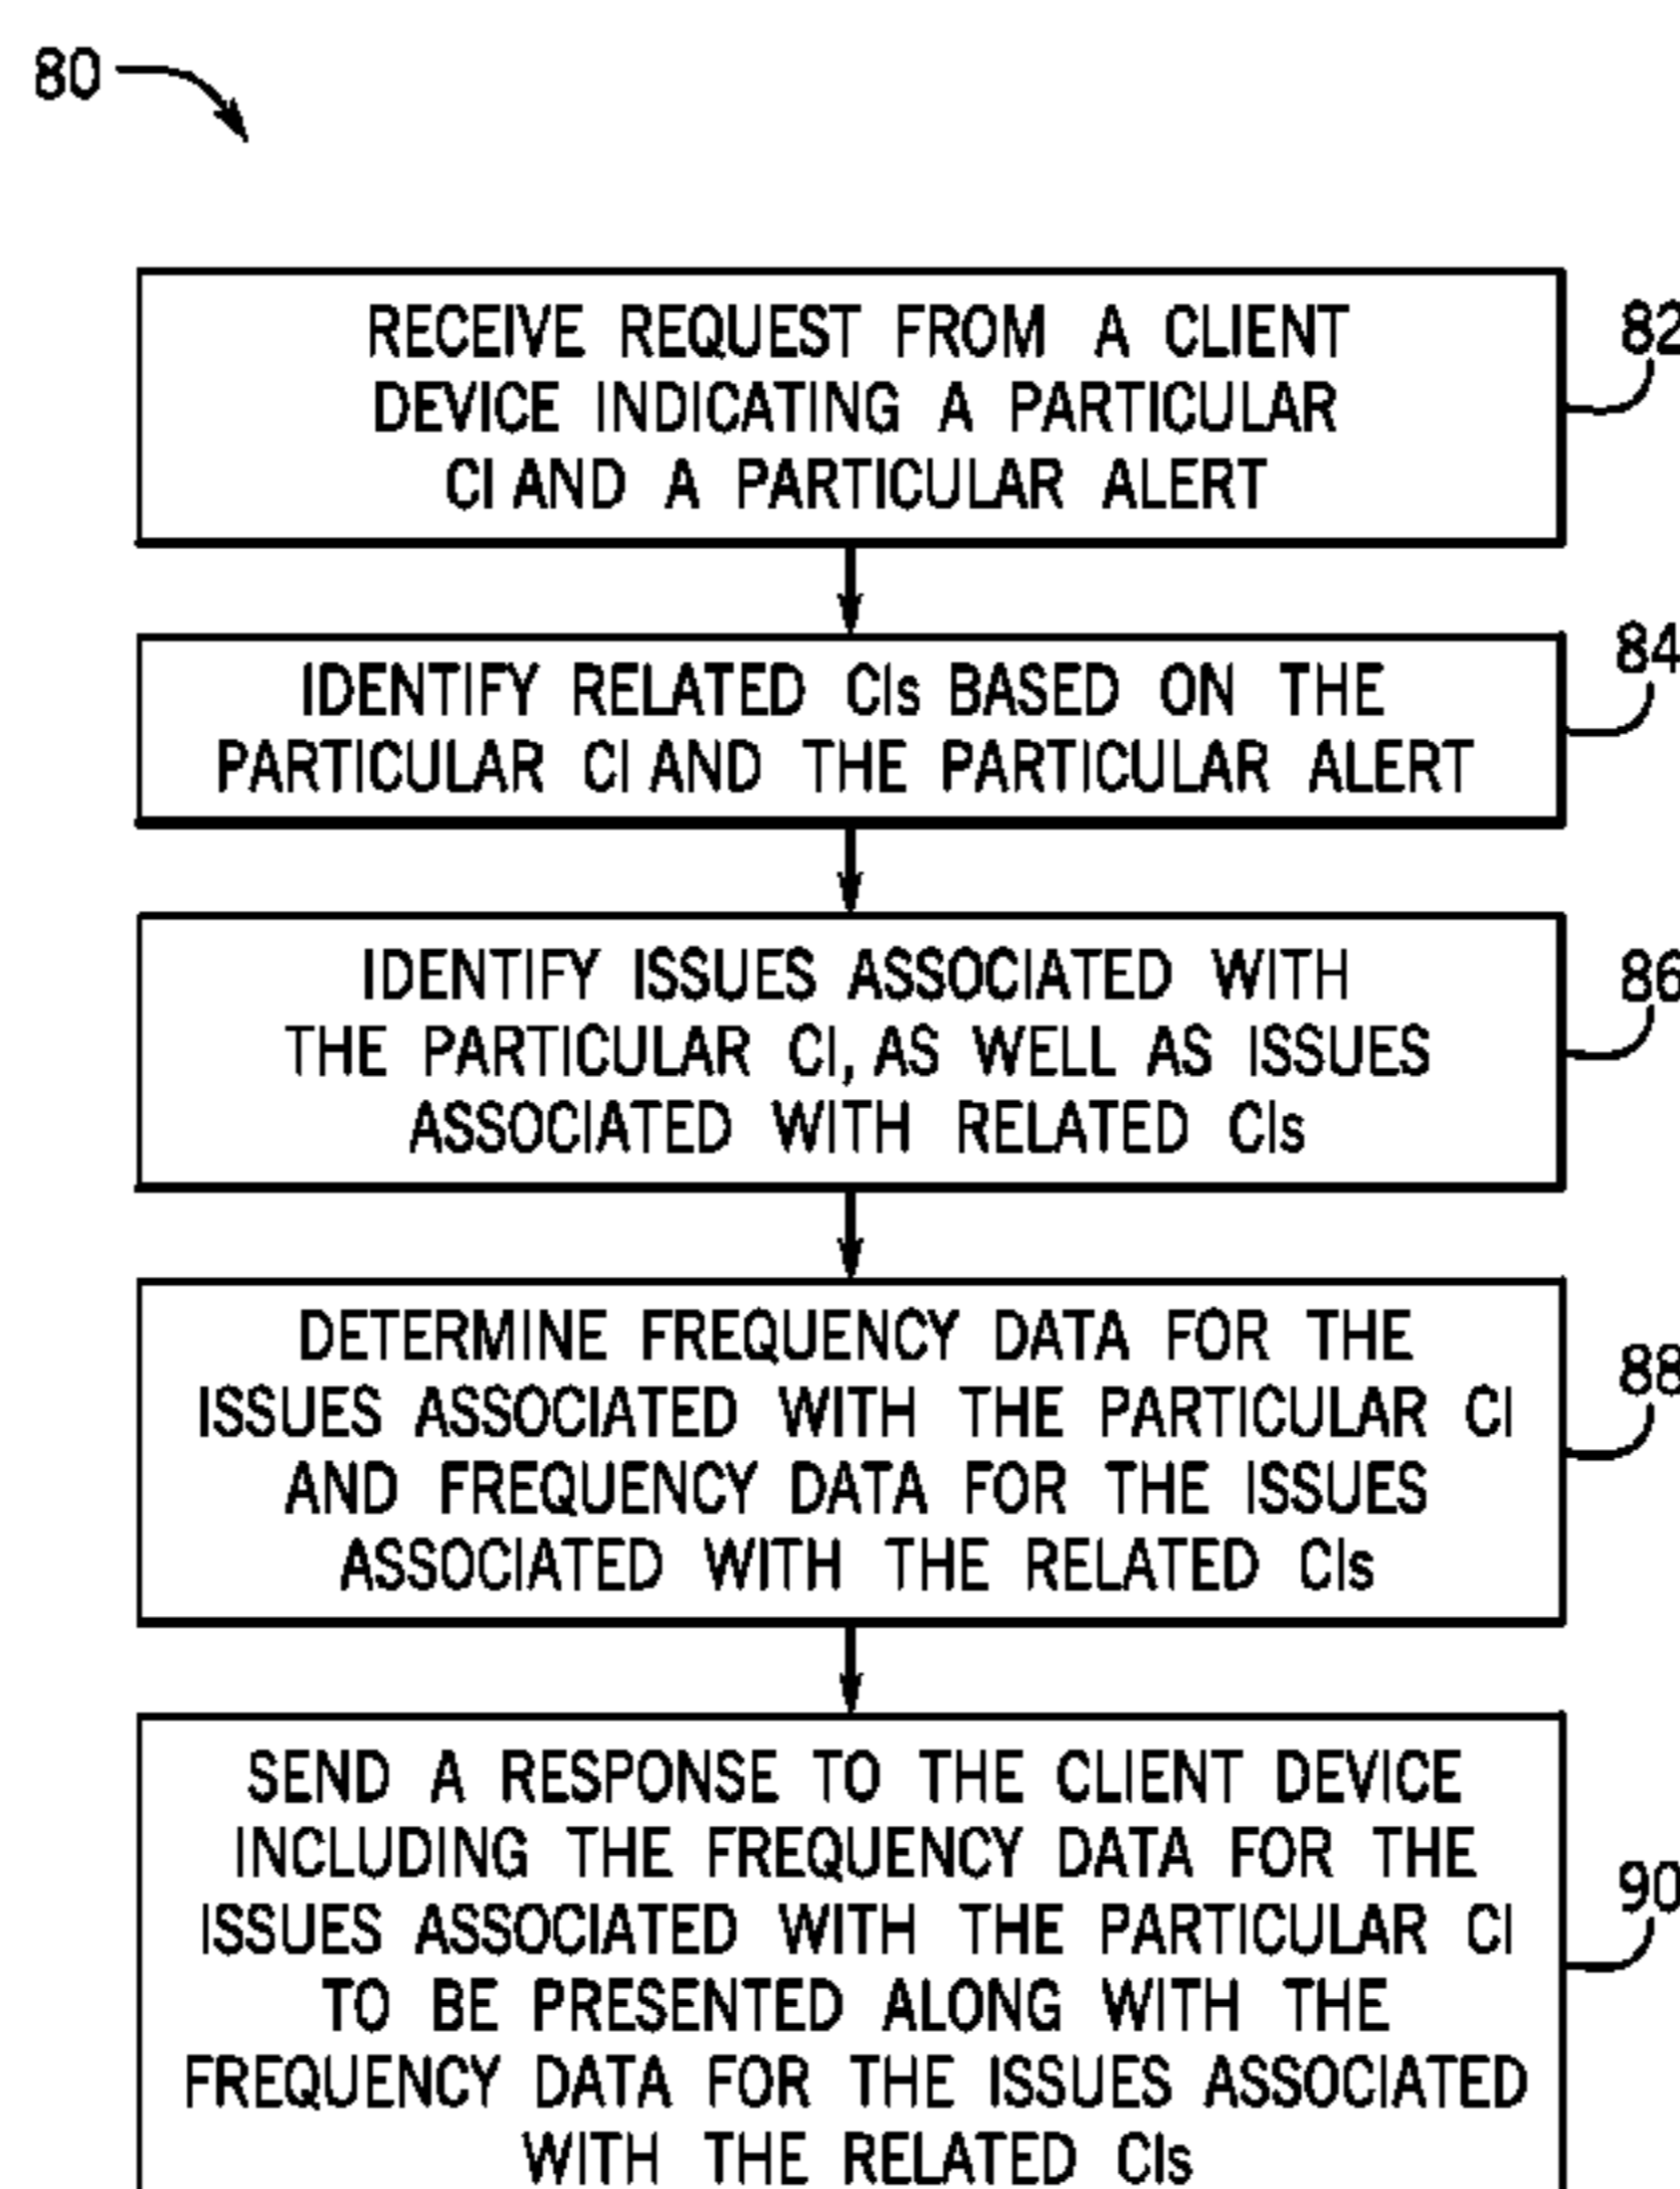 80
RECEIVE REQUEST FROM A CLIENT
DEVICE INDICATING A PARTICULAR
CI AND A PARTICULAR ALERT
82
IDENTIFY RELATED CIs BASED ON THE
PARTICULAR CI AND THE PARTICULAR ALERT
84
IDENTIFY ISSUES ASSOCIATED WITH
THE PARTICULAR CI, AS WELL AS ISSUES
ASSOCIATED WITH RELATED CIs
86
DETERMINE FREQUENCY DATA FOR THE
ISSUES ASSOCIATED WITH THE PARTICULAR CI
AND FREQUENCY DATA FOR THE ISSUES
ASSOCIATED WITH THE RELATED CIs
88
SEND A RESPONSE TO THE CLIENT DEVICE
INCLUDING THE FREQUENCY DATA FOR THE
ISSUES ASSOCIATED WITH THE PARTICULAR CI
TO BE PRESENTED ALONG WITH THE
FREQUENCY DATA FOR THE ISSUES ASSOCIATED
WITH THE RELATED CIs
90